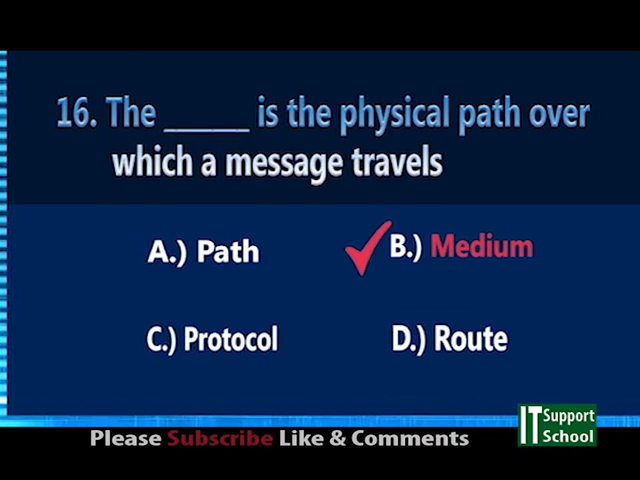 16. The ______ is the physical path over
which a message travels
A.) Path
B.) Medium
C.) Protocol
D.) Route
IT Support School
Please Subscribe Like & Comments